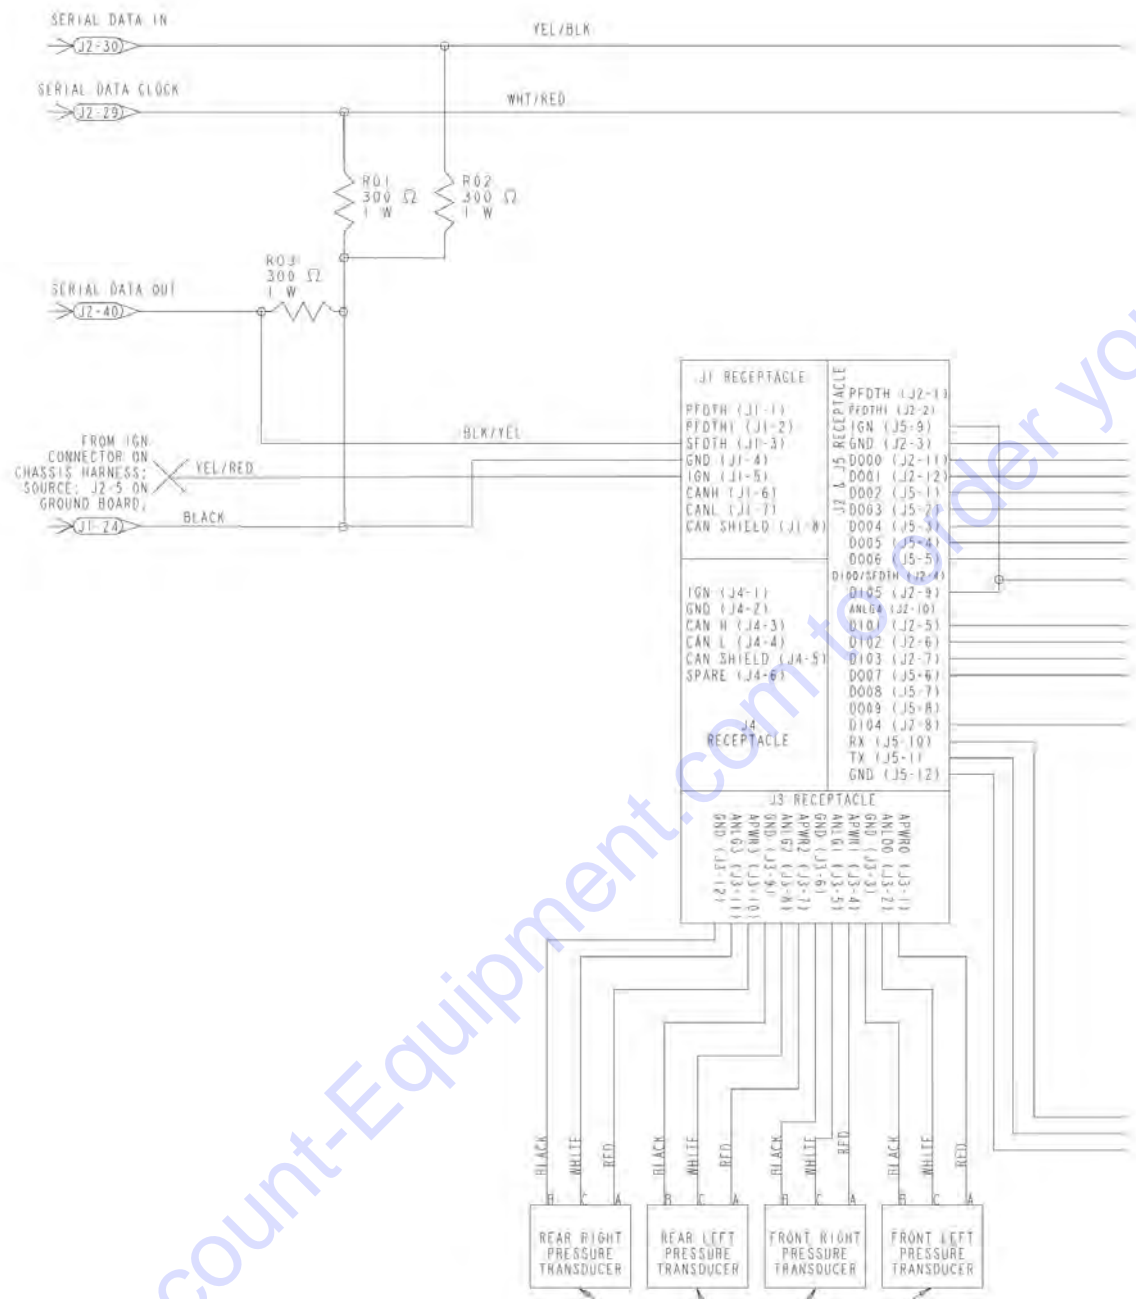 SERIAL DATA IN
J2-30
YEL/BLK
SERIAL DATA CLOCK
J2-29
WHT/RED
R01
300 Ω
1 W
R02
300 Ω
1 W
R03
300 Ω
1 W
SERIAL DATA OUT
J2-40
BLK/YEL
FROM IGN
CONNECTOR ON
CHASSIS HARNESS;
SOURCE: J2-5 ON
GROUND BOARD.
YEL/RED
J1-24
BLACK
J1 RECEPTACLE
PFDTH (J1-1)
PFDTH1 (J1-2)
SFDTH (J1-3)
GND (J1-4)
IGN (J1-5)
CANH (J1-6)
CANL (J1-7)
CAN SHIELD (J1-8)
J2 & J5 RECEPTACLE
PFDTH (J2-1)
PFDTH1 (J2-2)
IGN (J5-9)
GND (J2-3)
DO00 (J2-11)
DO01 (J2-12)
DO02 (J5-1)
DO03 (J5-2)
DO04 (J5-3)
DO05 (J5-4)
DO06 (J5-5)
DI00/SFDTH (J2-4)
DI05 (J2-9)
ANLG4 (J2-10)
DI01 (J2-5)
DI02 (J2-6)
DI03 (J2-7)
DO07 (J5-6)
DO08 (J5-7)
DO09 (J5-8)
DI04 (J2-8)
RX (J5-10)
TX (J5-11)
GND (J5-12)
IGN (J4-1)
GND (J4-2)
CAN H (J4-3)
CAN L (J4-4)
CAN SHIELD (J4-5)
SPARE (J4-6)
J4
RECEPTACLE
J3 RECEPTACLE
GND (J3-12)
ANLG3 (J3-11)
APWR3 (J3-10)
GND (J3-9)
ANLG2 (J3-8)
APWR2 (J3-7)
GND (J3-6)
ANLG1 (J3-5)
APWR1 (J3-4)
GND (J3-3)
ANLO0 (J3-2)
APWR0 (J3-1)
BLACK
WHITE
RED
BLACK
WHITE
RED
BLACK
WHITE
RED
BLACK
WHITE
RED
B C A
B C A
B C A
B C A
REAR RIGHT
PRESSURE
TRANSDUCER
REAR LEFT
PRESSURE
TRANSDUCER
FRONT RIGHT
PRESSURE
TRANSDUCER
FRONT LEFT
PRESSURE
TRANSDUCER
count-Equipment.com to order you